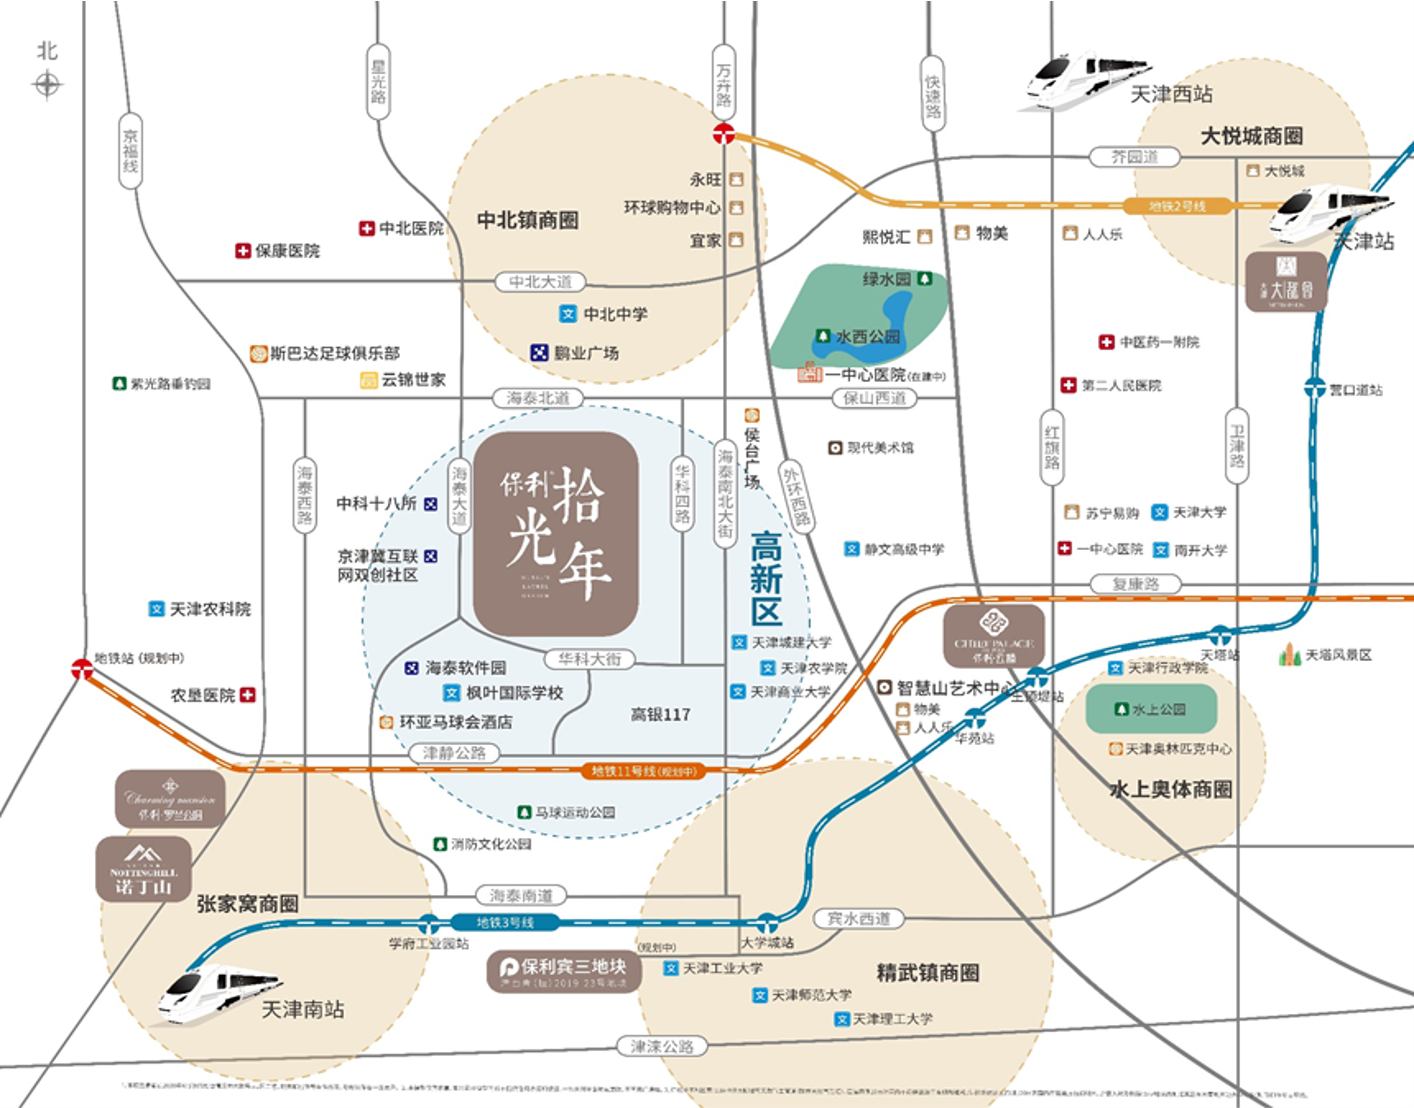 北
京福线
星光路
万卉路
快速路
天津西站
大悦城商圈
芥园道
大悦城
地铁2号线
天津站
永旺
环球购物中心
宜家
中北镇商圈
中北医院
保康医院
熙悦汇
物美
人人乐
天津
大都會
中北大道
绿水园
中北中学
水西公园
鹏业广场
斯巴达足球俱乐部
云锦世家
紫光路垂钓园
一中心医院(在建中)
中医药一附院
第二人民医院
营口道站
海泰北道
保山西道
侯台广场
现代美术馆
红旗路
卫津路
海泰西路
海泰大道
华科四路
海泰南北大街
外环西路
保利
拾光年
中科十八所
京津冀互联
网双创社区
高新区
苏宁易购
天津大学
静文高级中学
一中心医院
南开大学
复康路
天津农科院
CHIEF PALACE
天塔站
天塔风景区
地铁站 (规划中)
华科大街
天津城建大学
天津农学院
天津商业大学
海泰软件园
枫叶国际学校
环亚马球会酒店
高银117
农垦医院
智慧山艺术中心
物美
人人乐
华苑站
王顶堤站
天津行政学院
水上公园
天津奥林匹克中心
水上奥体商圈
津静公路
地铁11号线(规划中)
Charming mansion
保利·罗兰公馆
马球运动公园
消防文化公园
NOTTINGHILL
诺丁山
张家窝商圈
海泰南道
地铁3号线
学府工业园站
大学城站
宾水西道
(规划中)
保利宾三地块
天津工业大学
精武镇商圈
天津师范大学
天津理工大学
天津南站
津涞公路